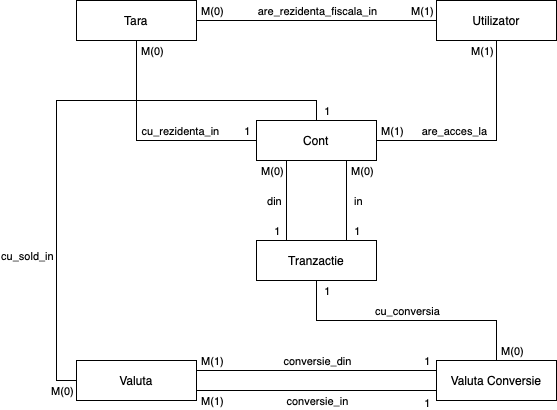 Tara
M(0)
are_rezidenta_fiscala_in
M(1)
Utilizator
M(0)
M(1)
1
cu_rezidenta_in
1
Cont
M(1)
are_acces_la
M(0)
M(0)
din
in
1
1
cu_sold_in
Tranzactie
1
cu_conversia
M(0)
M(1)
conversie_din
1
Valuta
Valuta Conversie
M(0)
M(1)
conversie_in
1